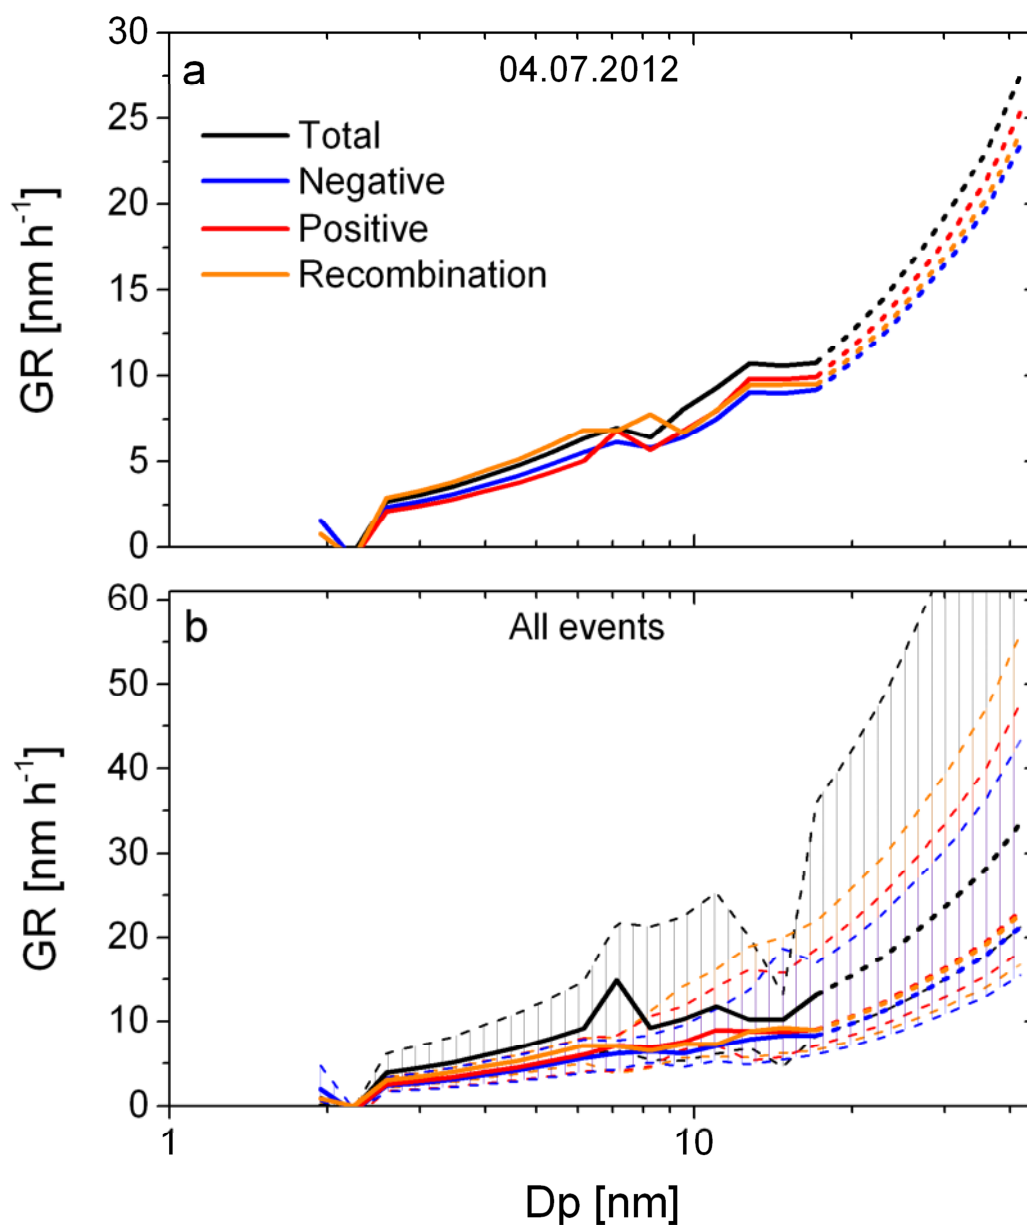 30
a
04.07.2012
25
Total
Negative
20
Positive
Recombination
15
10
5
0
GR [nm h⁻¹]
60
b
All events
50
40
30
20
10
0
GR [nm h⁻¹]
1
10
Dp [nm]